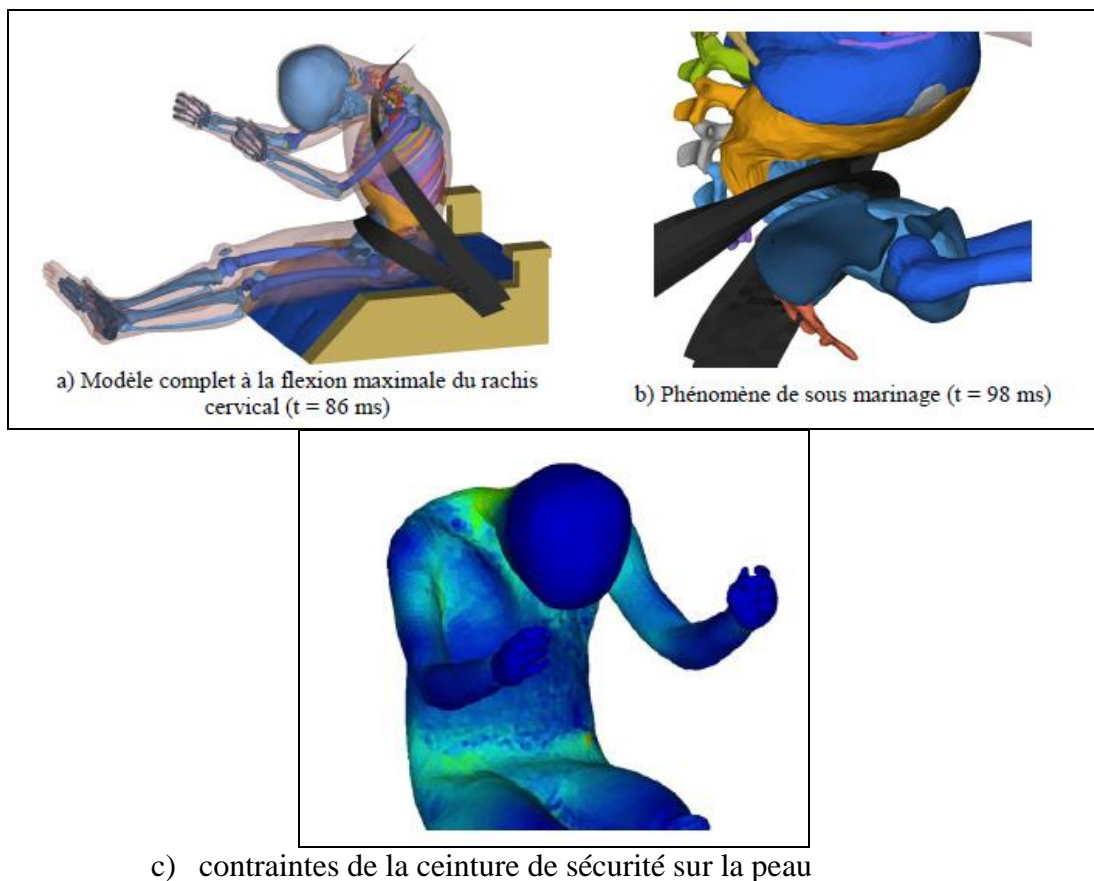 a) Modèle complet à la flexion maximale du rachis
cervical (t = 86 ms)
b) Phénomène de sous marinage (t = 98 ms)
c) contraintes de la ceinture de sécurité sur la peau